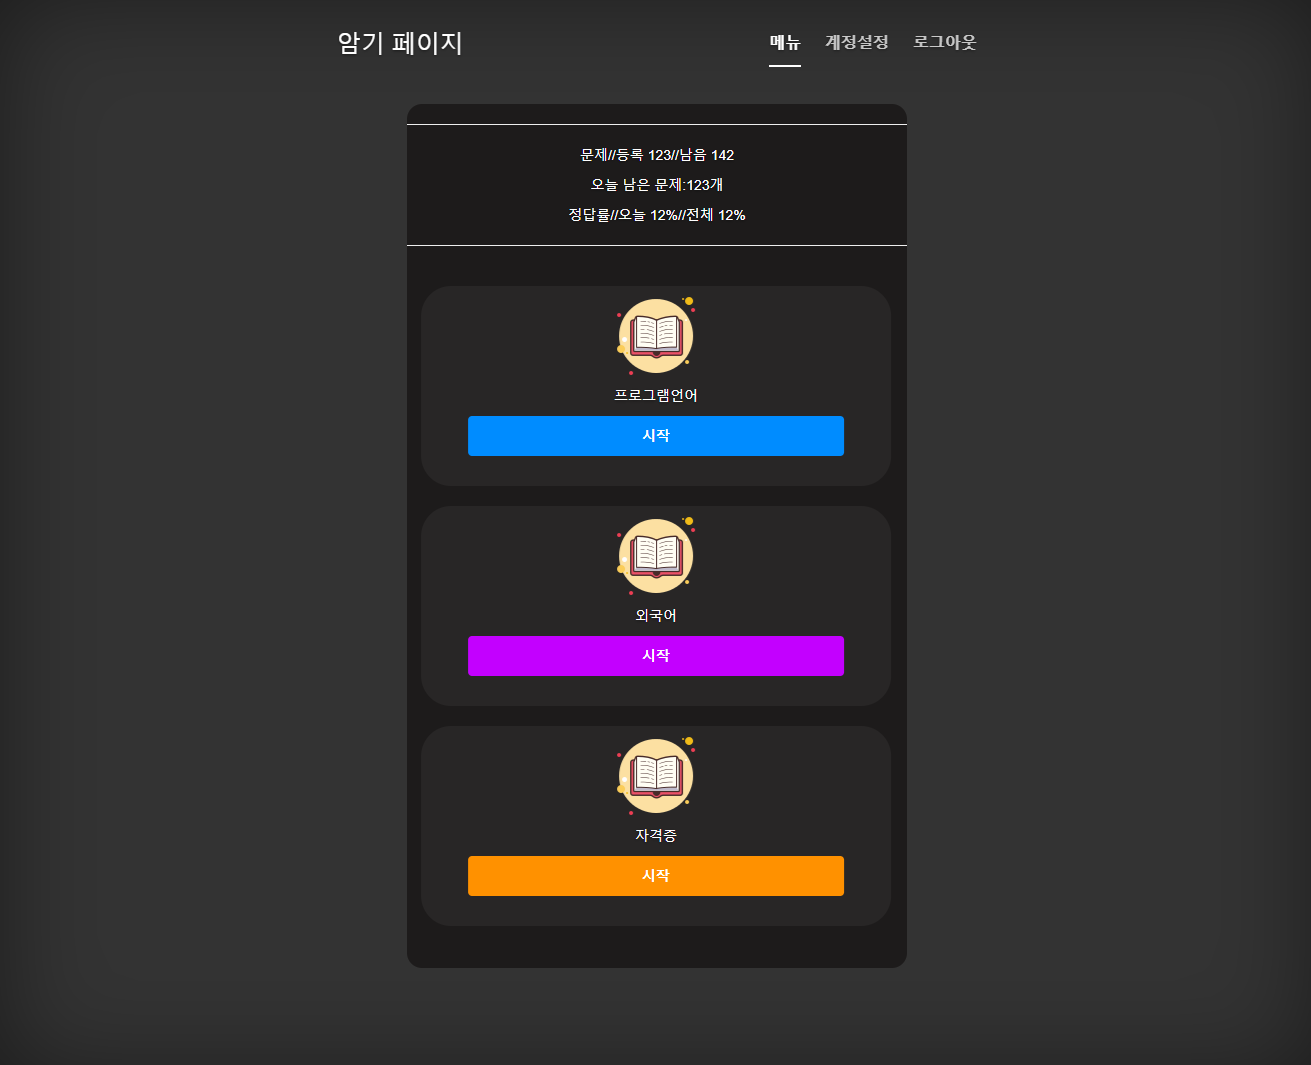 암기 페이지
메뉴 계정설정 로그아웃
문제//등록 123//남음 142
오늘 남은 문제:123개
정답률//오늘 12%//전체 12%
프로그램언어
시작
외국어
시작
자격증
시작